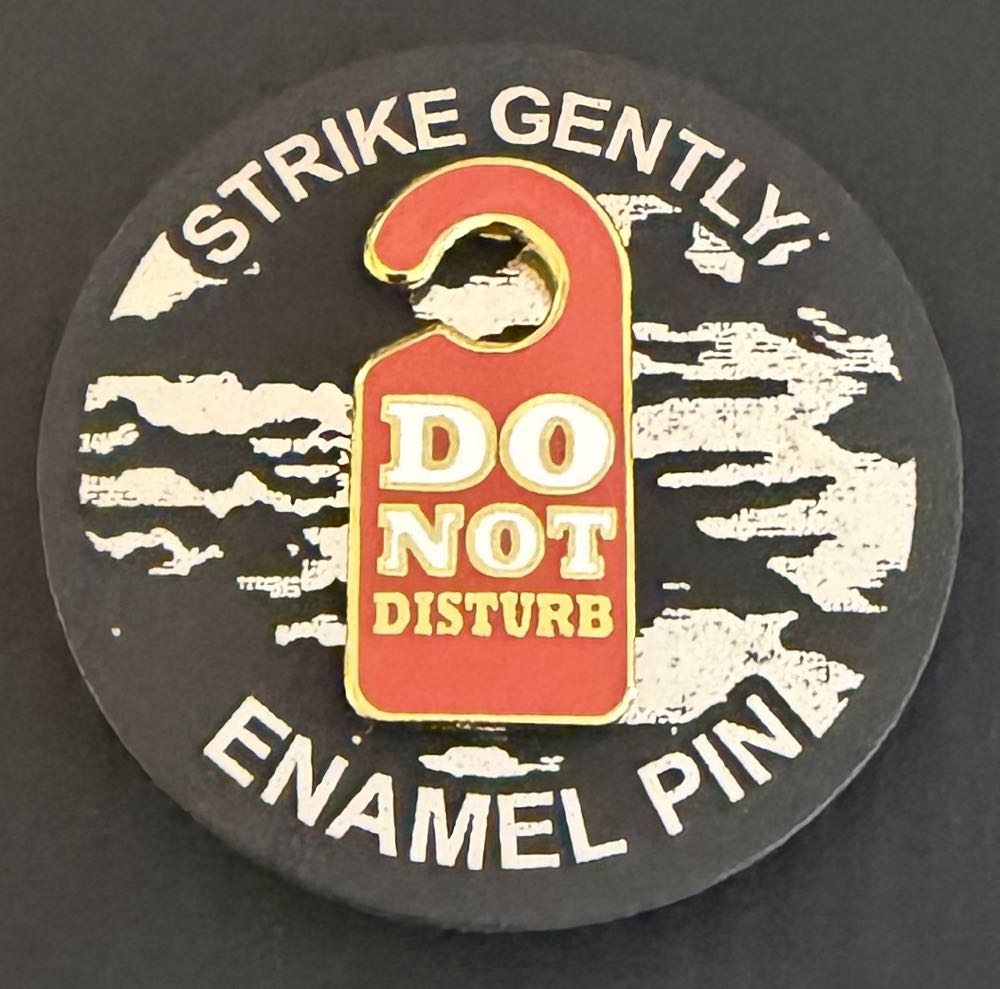 STRIKE GENTLY
DO
NOT
DISTURB
ENAMEL PIN